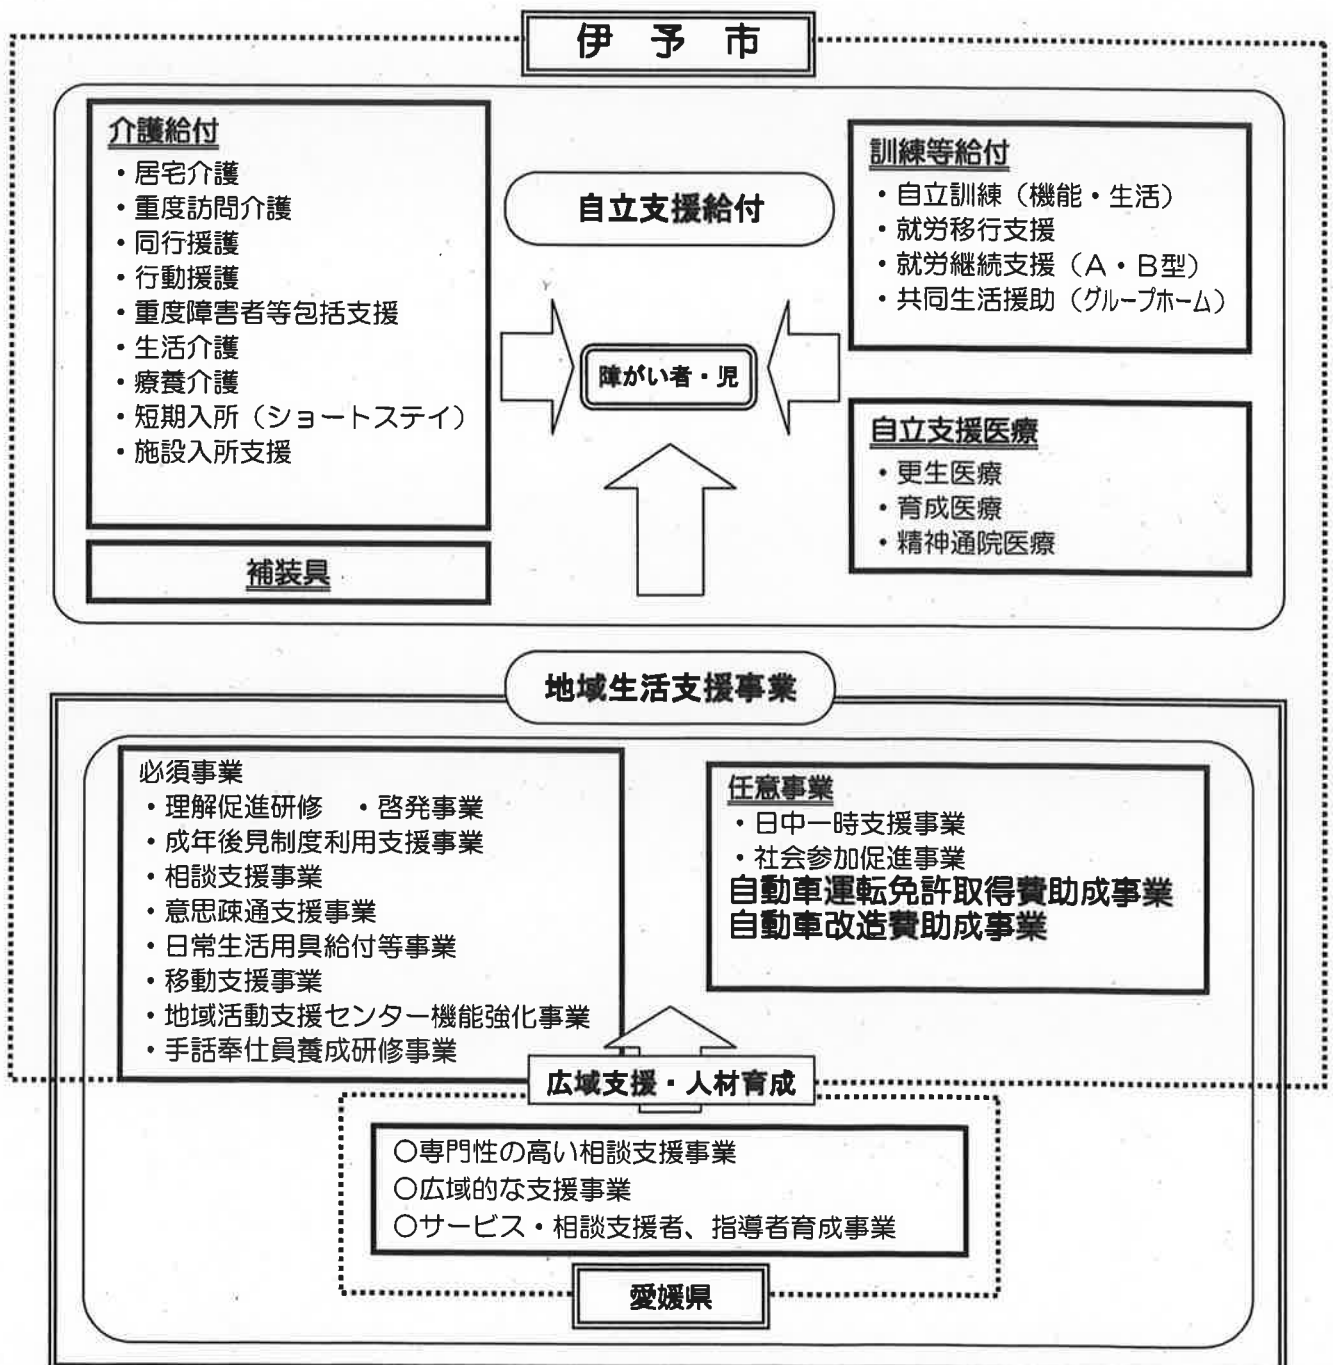 伊予市
介護給付
・居宅介護
・重度訪問介護
・同行援護
・行動援護
・重度障害者等包括支援
・生活介護
・療養介護
・短期入所（ショートステイ）
・施設入所支援
補装具
自立支援給付
障がい者・児
訓練等給付
・自立訓練（機能・生活）
・就労移行支援
・就労継続支援（A・B型）
・共同生活援助（グループホーム）
自立支援医療
・更生医療
・育成医療
・精神通院医療
地域生活支援事業
必須事業
・理解促進研修　・啓発事業
・成年後見制度利用支援事業
・相談支援事業
・意思疎通支援事業
・日常生活用具給付等事業
・移動支援事業
・地域活動支援センター機能強化事業
・手話奉仕員養成研修事業
任意事業
・日中一時支援事業
・社会参加促進事業
自動車運転免許取得費助成事業
自動車改造費助成事業
広域支援・人材育成
○専門性の高い相談支援事業
○広域的な支援事業
○サービス・相談支援者、指導者育成事業
愛媛県